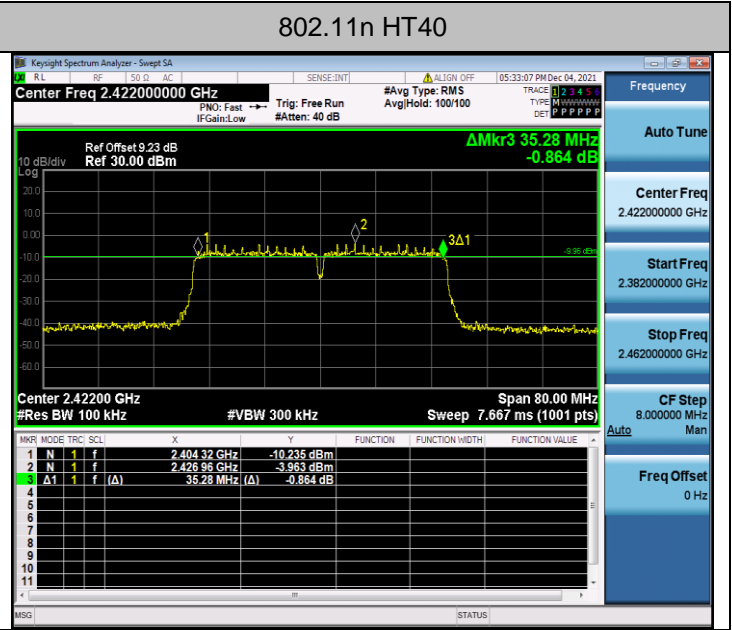 802.11n HT40
Keysight Spectrum Analyzer - Swept SA
RL RF 50 Ω AC SENSE:INT ALIGN OFF 05:33:07 PM Dec 04, 2021
Center Freq 2.422000000 GHz
PNO: Fast
IFGain:Low
Trig: Free Run
#Atten: 40 dB
#Avg Type: RMS
Avg|Hold: 100/100
TRACE 1 2 3 4 5 6
TYPE M W W W W W
DET P P P P P P
Ref Offset 9.23 dB
10 dB/div Ref 30.00 dBm
Log
ΔMkr3 35.28 MHz
-0.864 dB
20.0
10.0
0.00
-10.0
-20.0
-30.0
-40.0
-50.0
-60.0
1
2
3Δ1
-9.96 dBm
Center 2.42200 GHz Span 80.00 MHz
#Res BW 100 kHz #VBW 300 kHz Sweep 7.667 ms (1001 pts)
MKR MODE TRC SCL X Y FUNCTION FUNCTION WIDTH FUNCTION VALUE
1 N 1 f 2.404 32 GHz -10.235 dBm
2 N 1 f 2.426 96 GHz -3.963 dBm
3 Δ1 1 f (Δ) 35.28 MHz (Δ) -0.864 dB
4
5
6
7
8
9
10
11
MSG STATUS
Frequency
Auto Tune
Center Freq
2.422000000 GHz
Start Freq
2.382000000 GHz
Stop Freq
2.462000000 GHz
CF Step
8.000000 MHz
Auto Man
Freq Offset
0 Hz